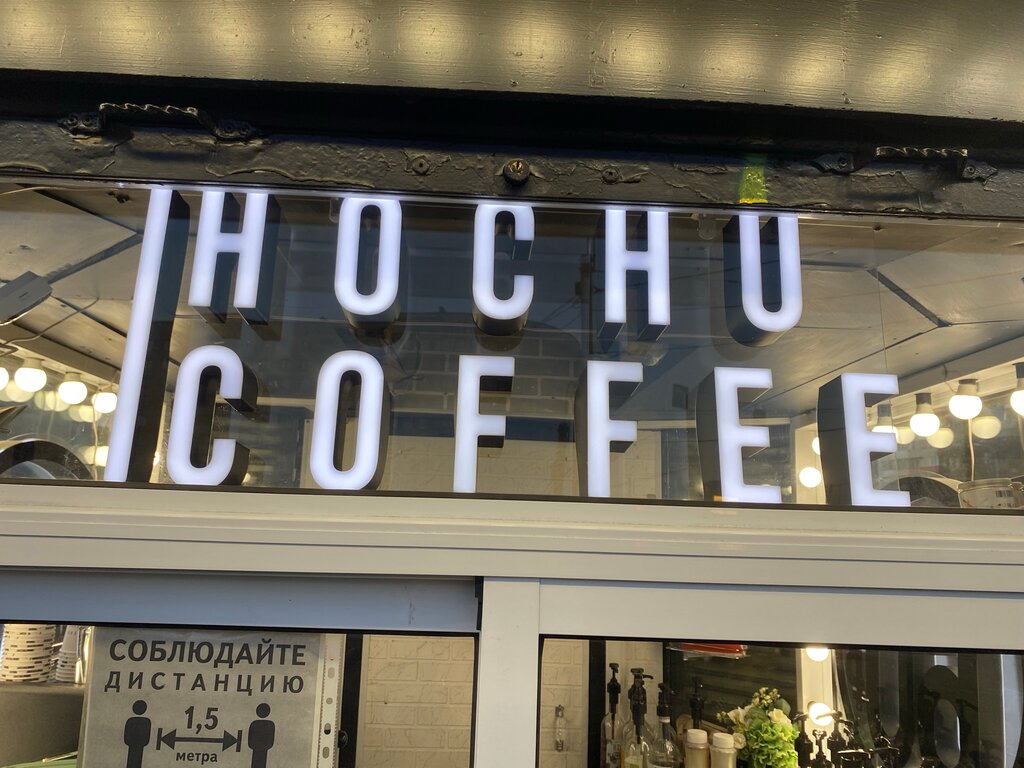 I HOCHU
COFFEE
СОБЛЮДАЙТЕ
ДИСТАНЦИЮ
1,5
метра